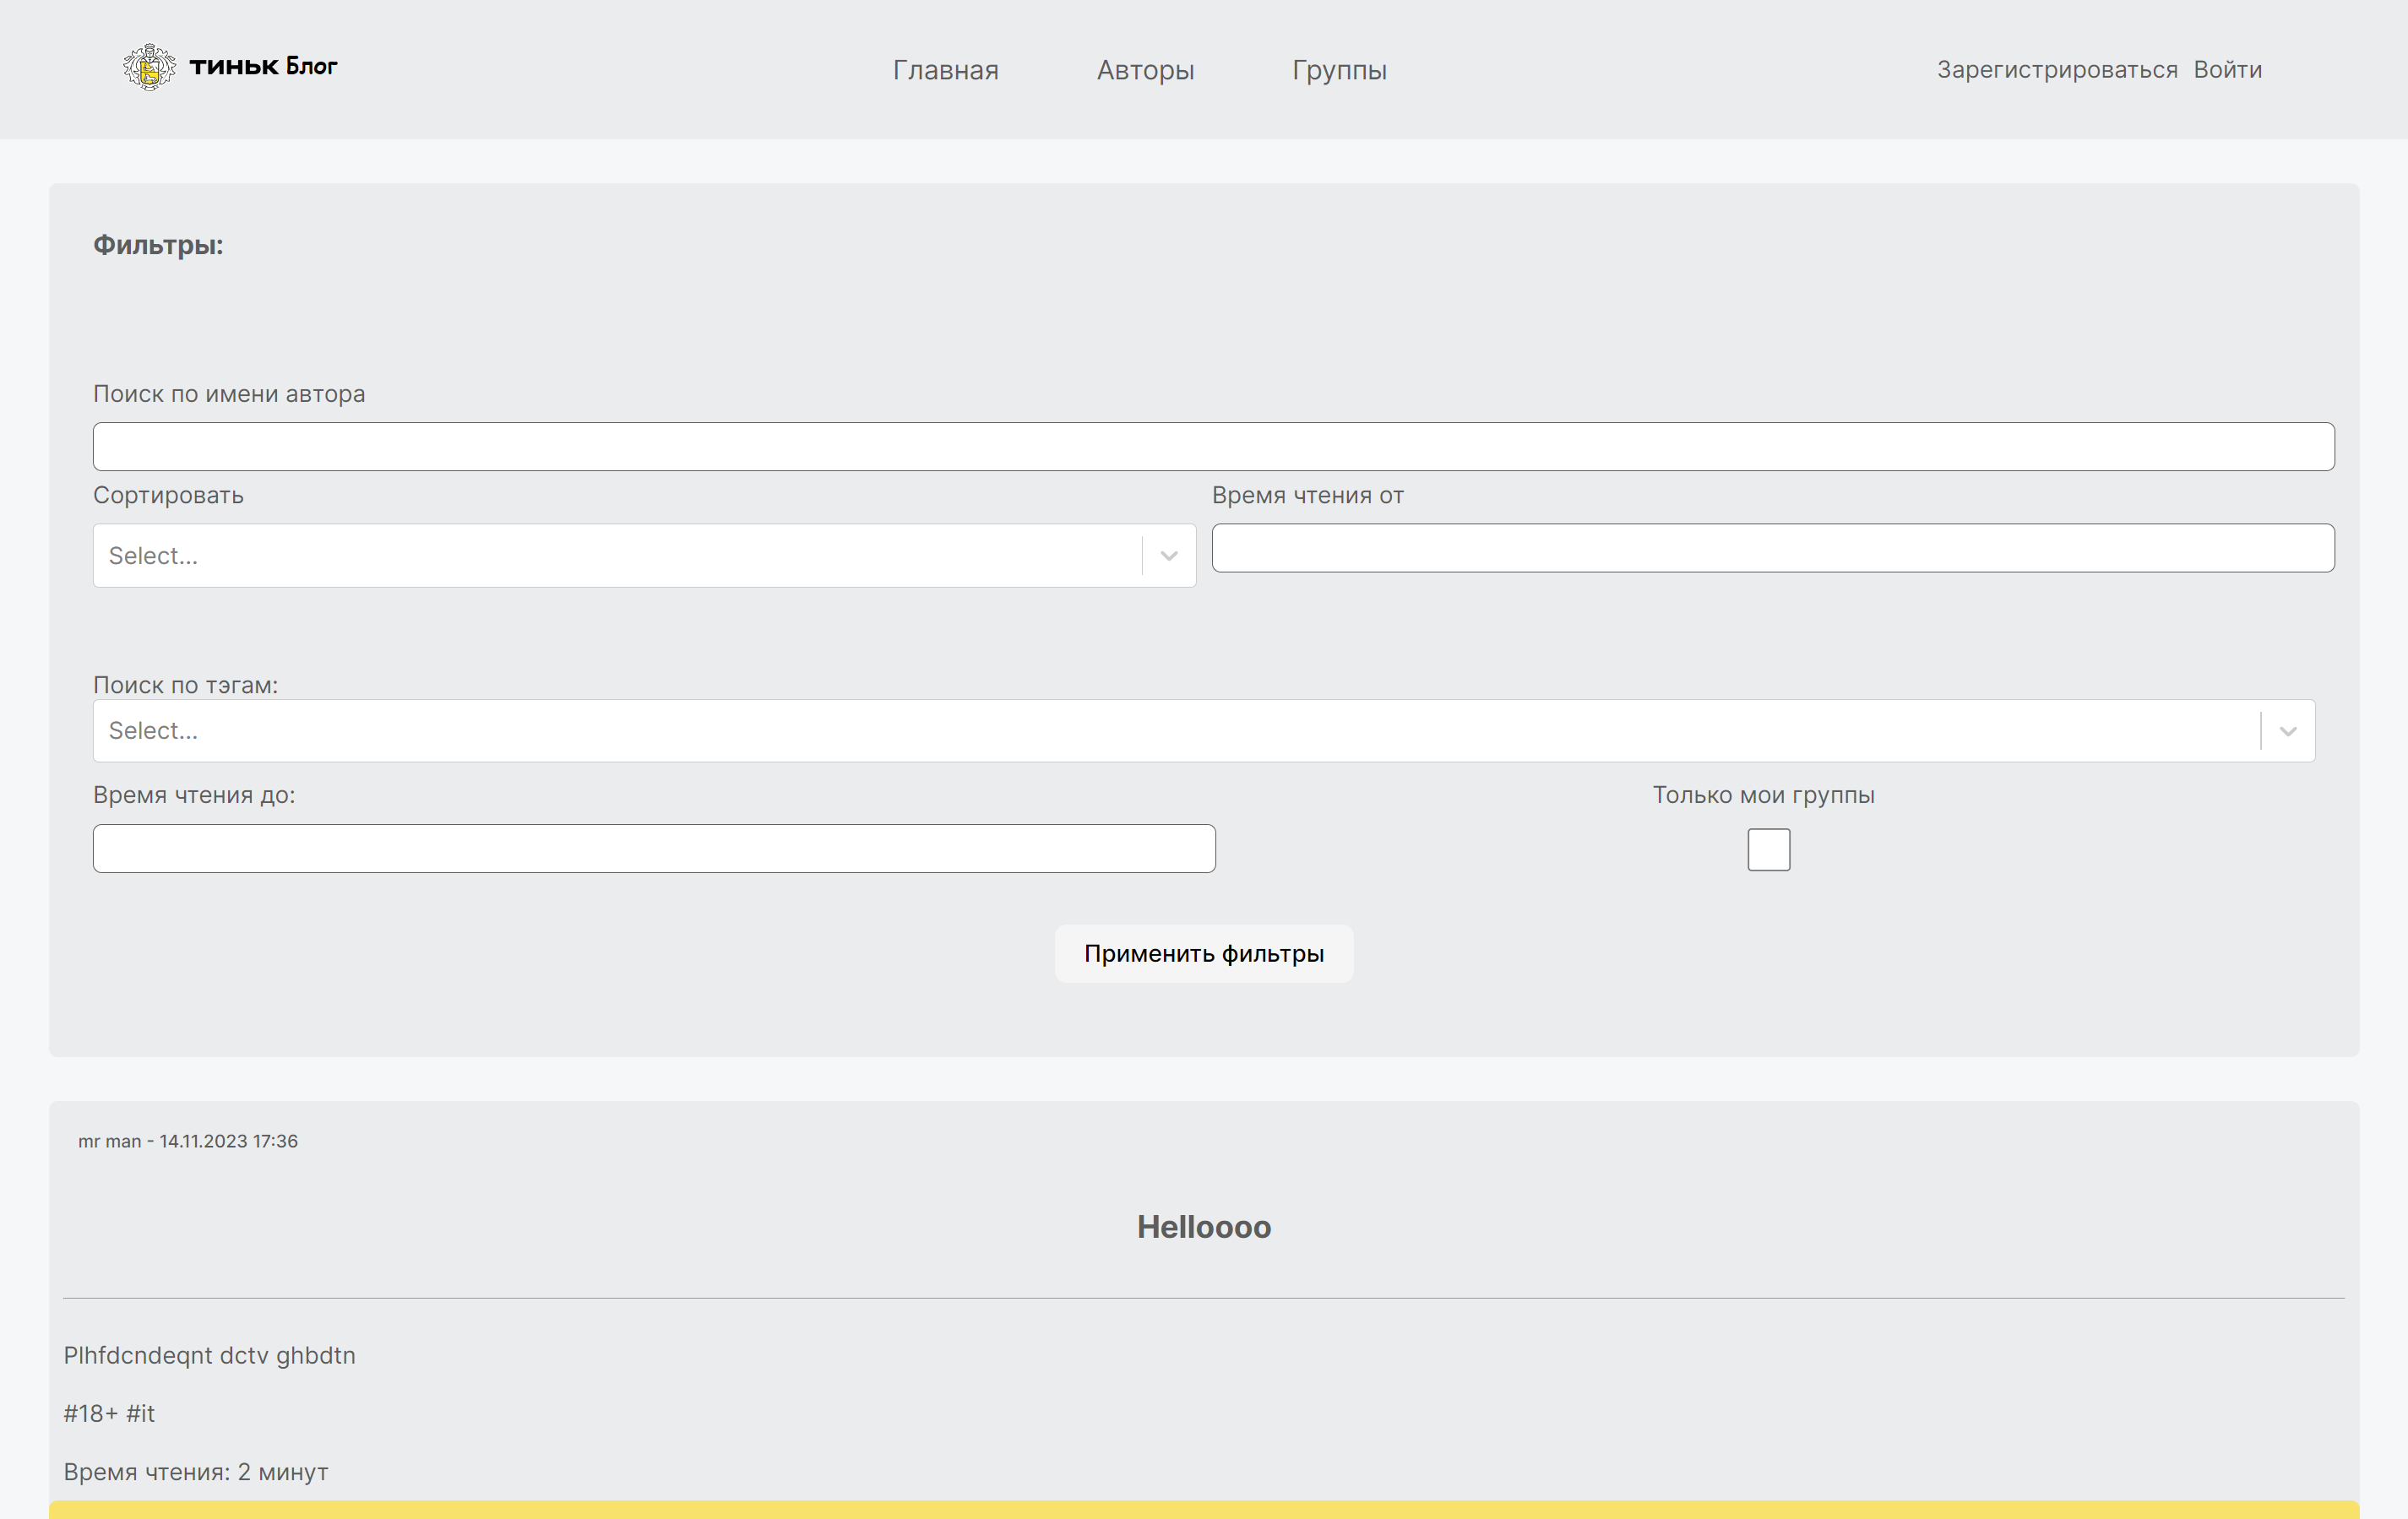 ТИНЬК Блог
Главная Авторы Группы
Зарегистрироваться Войти
Фильтры:
Поиск по имени автора
Сортировать Время чтения от
Select...
Поиск по тэгам:
Select...
Время чтения до: Только мои группы
Применить фильтры
mr man - 14.11.2023 17:36
Helloooo
Plhfdcndeqnt dctv ghbdtn
#18+ #it
Время чтения: 2 минут